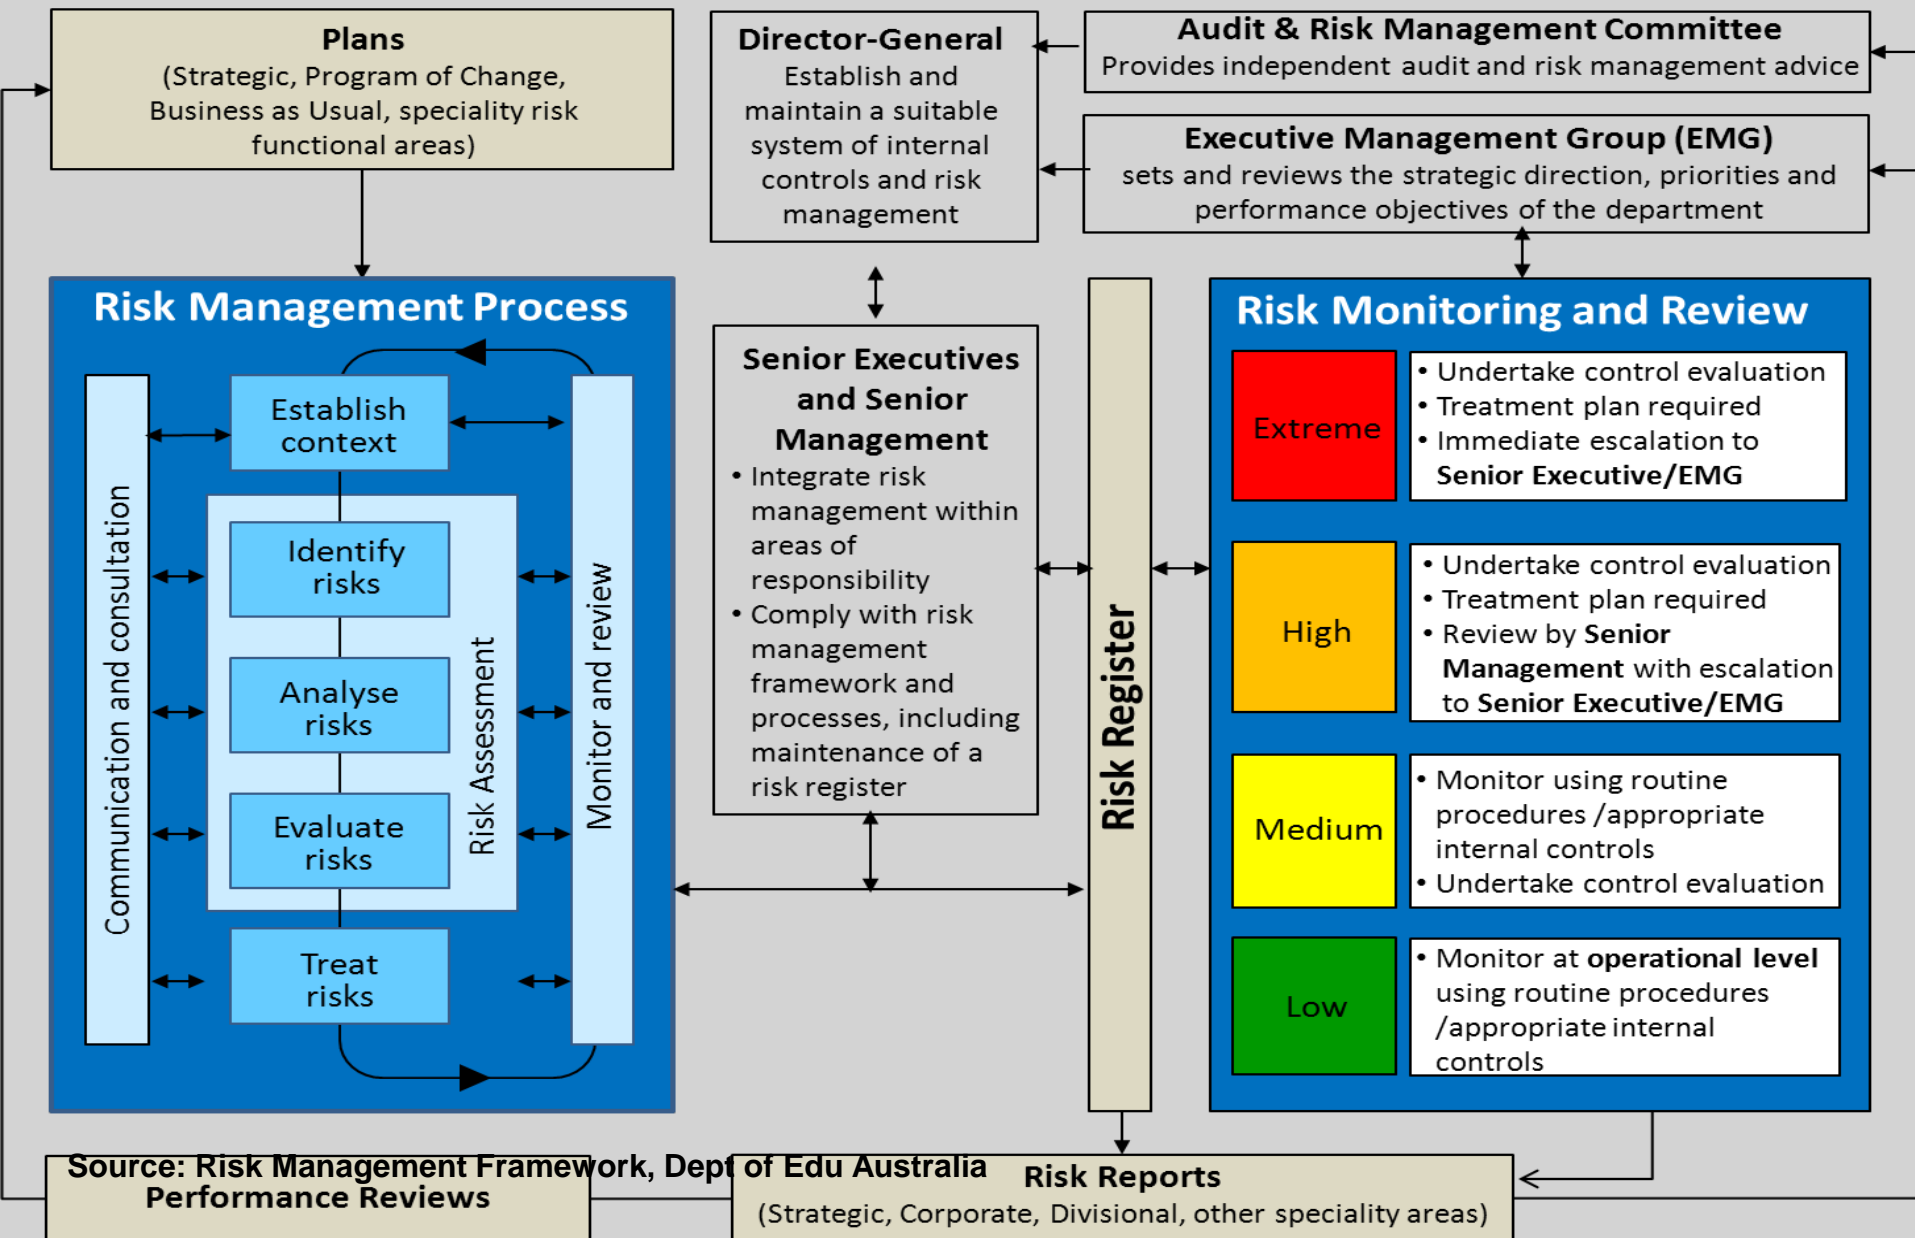 Plans
(Strategic, Program of Change,
Business as Usual, speciality risk
functional areas)
Director-General
Establish and
maintain a suitable
system of internal
controls and risk
management
Audit & Risk Management Committee
Provides independent audit and risk management advice
Executive Management Group (EMG)
sets and reviews the strategic direction, priorities and
performance objectives of the department
Risk Management Process
Communication and consultation
Establish
context
Identify
risks
Analyse
risks
Evaluate
risks
Risk Assessment
Treat
risks
Monitor and review
Senior Executives
and Senior
Management
• Integrate risk
management within
areas of
responsibility
• Comply with risk
management
framework and
processes, including
maintenance of a
risk register
Risk Register
Risk Monitoring and Review
Extreme
• Undertake control evaluation
• Treatment plan required
• Immediate escalation to
Senior Executive/EMG
High
• Undertake control evaluation
• Treatment plan required
• Review by Senior
Management with escalation
to Senior Executive/EMG
Medium
• Monitor using routine
procedures /appropriate
internal controls
• Undertake control evaluation
Low
• Monitor at operational level
using routine procedures
/appropriate internal
controls
Source: Risk Management Framework, Dept of Edu Australia
Performance Reviews
Risk Reports
(Strategic, Corporate, Divisional, other speciality areas)